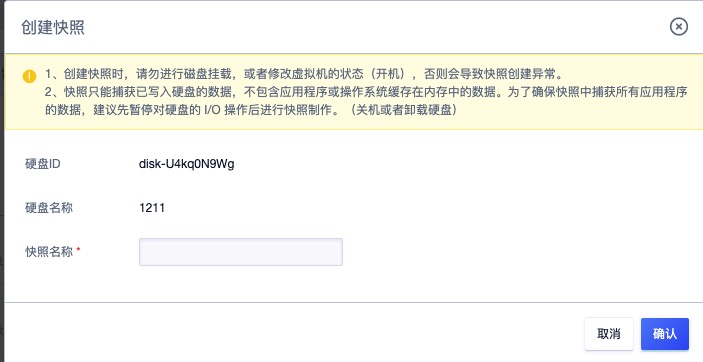 创建快照
1、创建快照时，请勿进行磁盘挂载，或者修改虚拟机的状态（开机），否则会导致快照创建异常。
2、快照只能捕获已写入硬盘的数据，不包含应用程序或操作系统缓存在内存中的数据。为了确保快照中捕获所有应用程序
的数据，建议先暂停对硬盘的 I/O 操作后进行快照制作。（关机或者卸载硬盘）
硬盘ID disk-U4kq0N9Wg
硬盘名称 1211
快照名称 *
取消 确认